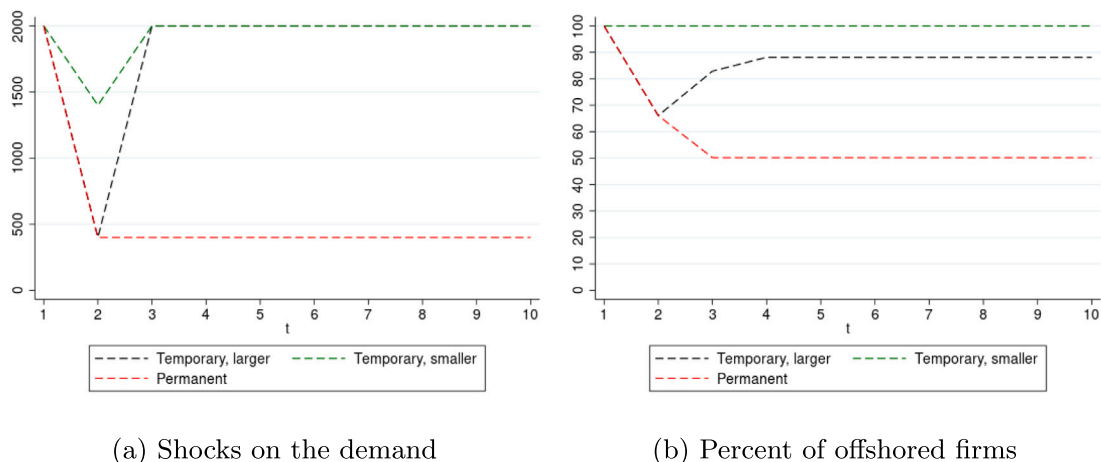 2000
1500
1000
500
0
1 2 3 4 5 6 7 8 9 10
t
Temporary, larger Temporary, smaller
Permanent
(a) Shocks on the demand
100
90
80
70
60
50
40
30
20
10
0
1 2 3 4 5 6 7 8 9 10
t
Temporary, larger Temporary, smaller
Permanent
(b) Percent of offshored firms